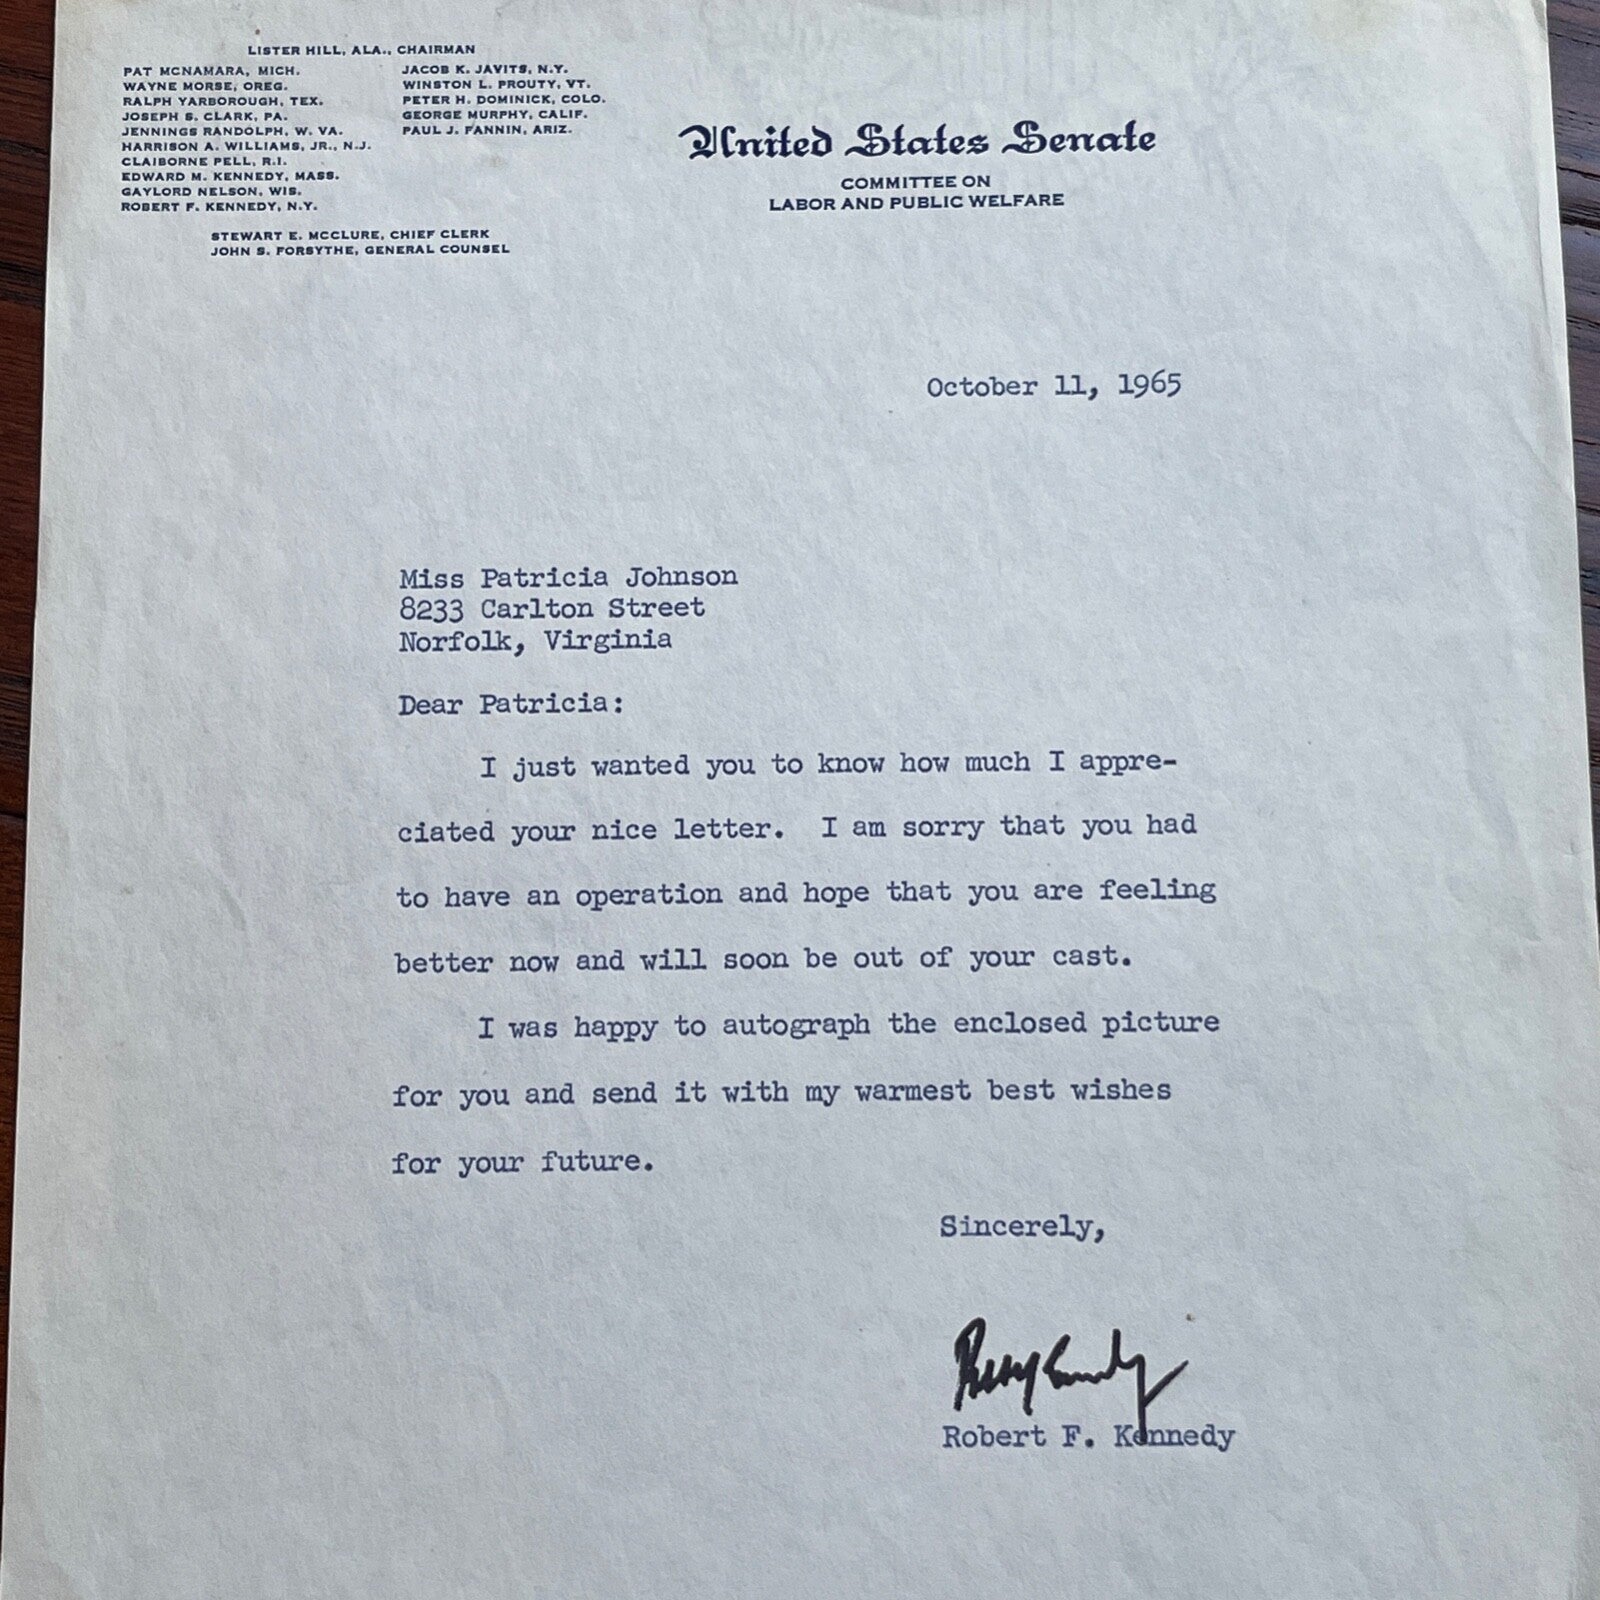 LISTER HILL, ALA., CHAIRMAN
PAT MCNAMARA, MICH.
WAYNE MORSE, OREG.
RALPH YARBOROUGH, TEX.
JOSEPH S. CLARK, PA.
JENNINGS RANDOLPH, W. VA.
HARRISON A. WILLIAMS, JR., N.J.
CLAIBORNE PELL, R.I.
EDWARD M. KENNEDY, MASS.
GAYLORD NELSON, WIS.
ROBERT F. KENNEDY, N.Y.
JACOB K. JAVITS, N.Y.
WINSTON L. PROUTY, VT.
PETER H. DOMINICK, COLO.
GEORGE MURPHY, CALIF.
PAUL J. FANNIN, ARIZ.
STEWART E. MCCLURE, CHIEF CLERK
JOHN S. FORSYTHE, GENERAL COUNSEL
United States Senate
COMMITTEE ON
LABOR AND PUBLIC WELFARE
October 11, 1965
Miss Patricia Johnson
8233 Carlton Street
Norfolk, Virginia
Dear Patricia:
I just wanted you to know how much I appre-
ciated your nice letter. I am sorry that you had
to have an operation and hope that you are feeling
better now and will soon be out of your cast.
I was happy to autograph the enclosed picture
for you and send it with my warmest best wishes
for your future.
Sincerely,
Robert F. Kennedy